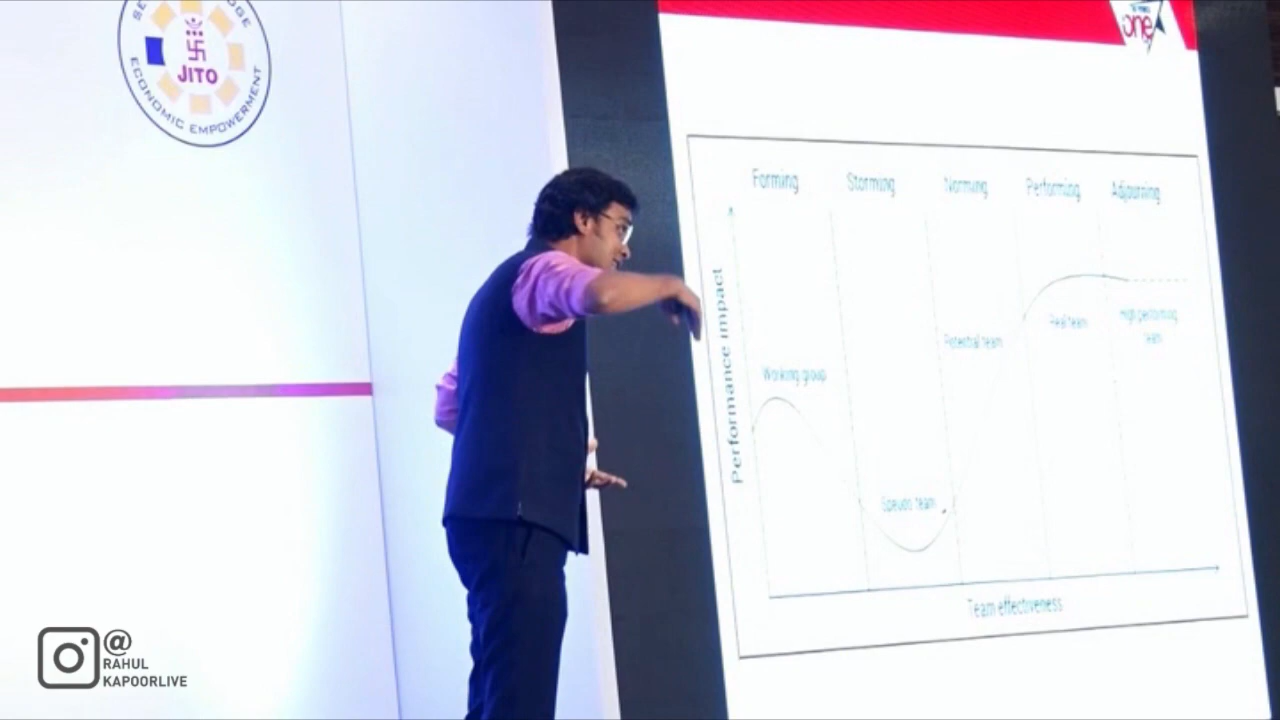 ECONOMIC EMPOWERMENT
JITO
one
Forming Storming Norming Performing Adjourning
Performance impact
Working group
Speudo team
Potential team
Real team
High performing
team
Team effectiveness
@
RAHUL
KAPOORLIVE